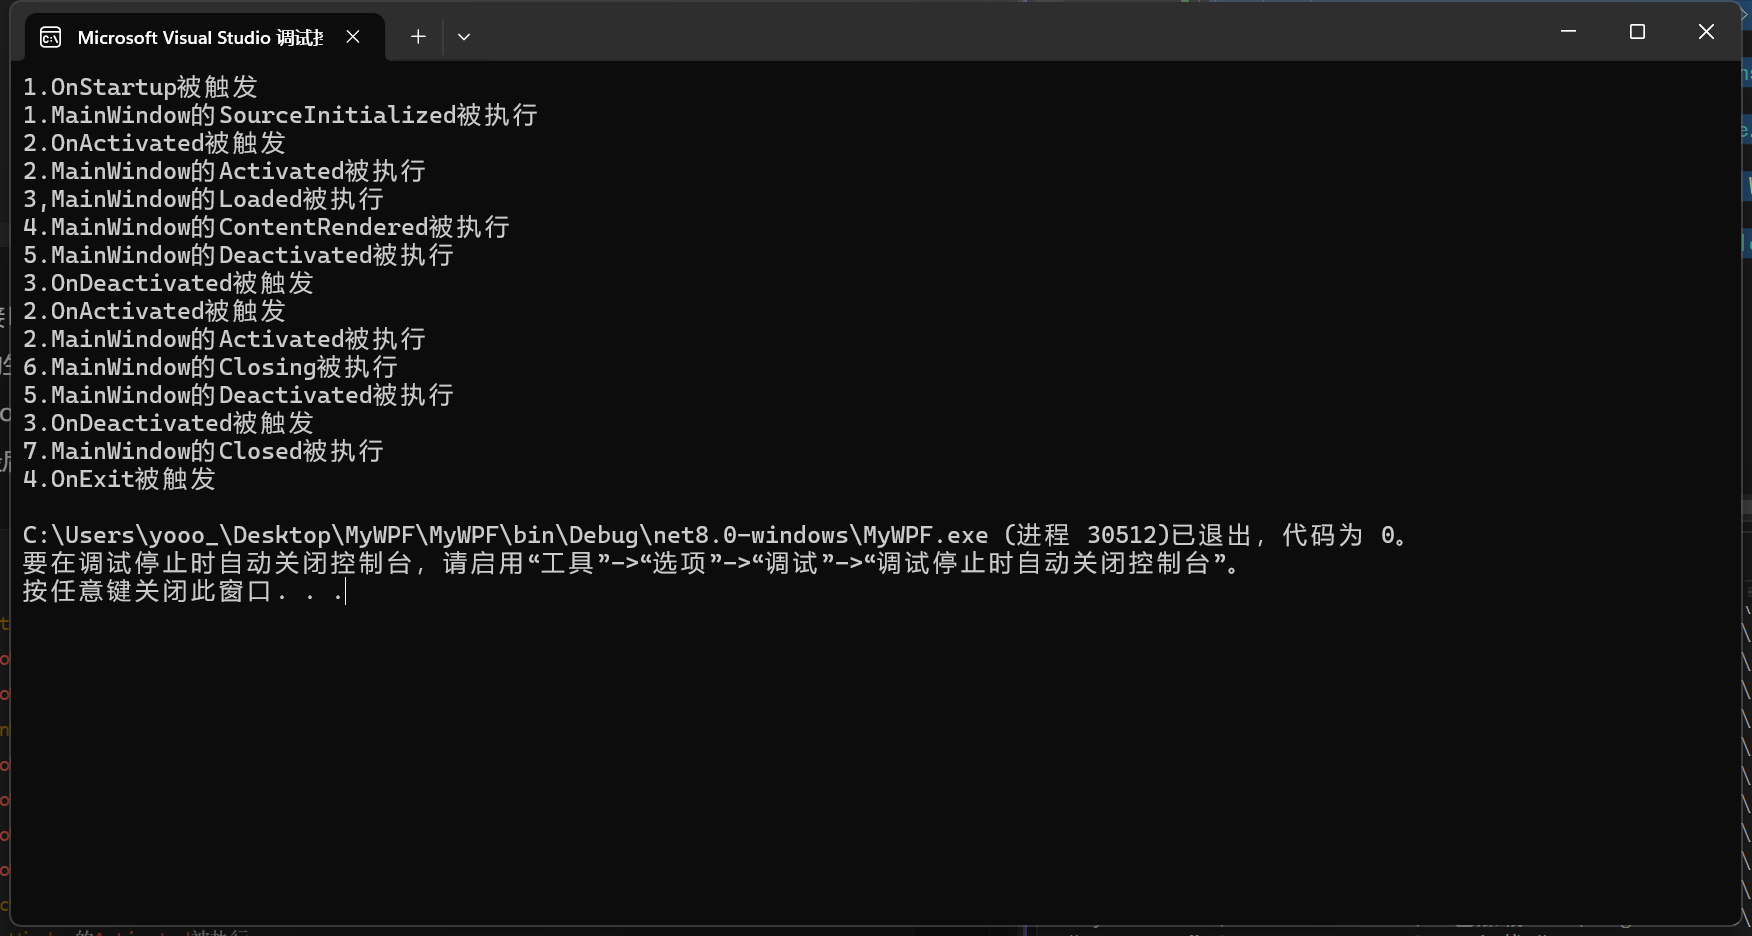 Microsoft Visual Studio 调试
1.OnStartup被触发
1.MainWindow的SourceInitialized被执行
2.OnActivated被触发
2.MainWindow的Activated被执行
3,MainWindow的Loaded被执行
4.MainWindow的ContentRendered被执行
5.MainWindow的Deactivated被执行
3.OnDeactivated被触发
2.OnActivated被触发
2.MainWindow的Activated被执行
6.MainWindow的Closing被执行
5.MainWindow的Deactivated被执行
3.OnDeactivated被触发
7.MainWindow的Closed被执行
4.OnExit被触发
C:\Users\yooo_\Desktop\MyWPF\MyWPF\bin\Debug\net8.0-windows\MyWPF.exe (进程 30512)已退出，代码为 0。
要在调试停止时自动关闭控制台，请启用“工具”->“选项”->“调试”->“调试停止时自动关闭控制台”。
按任意键关闭此窗口. . .